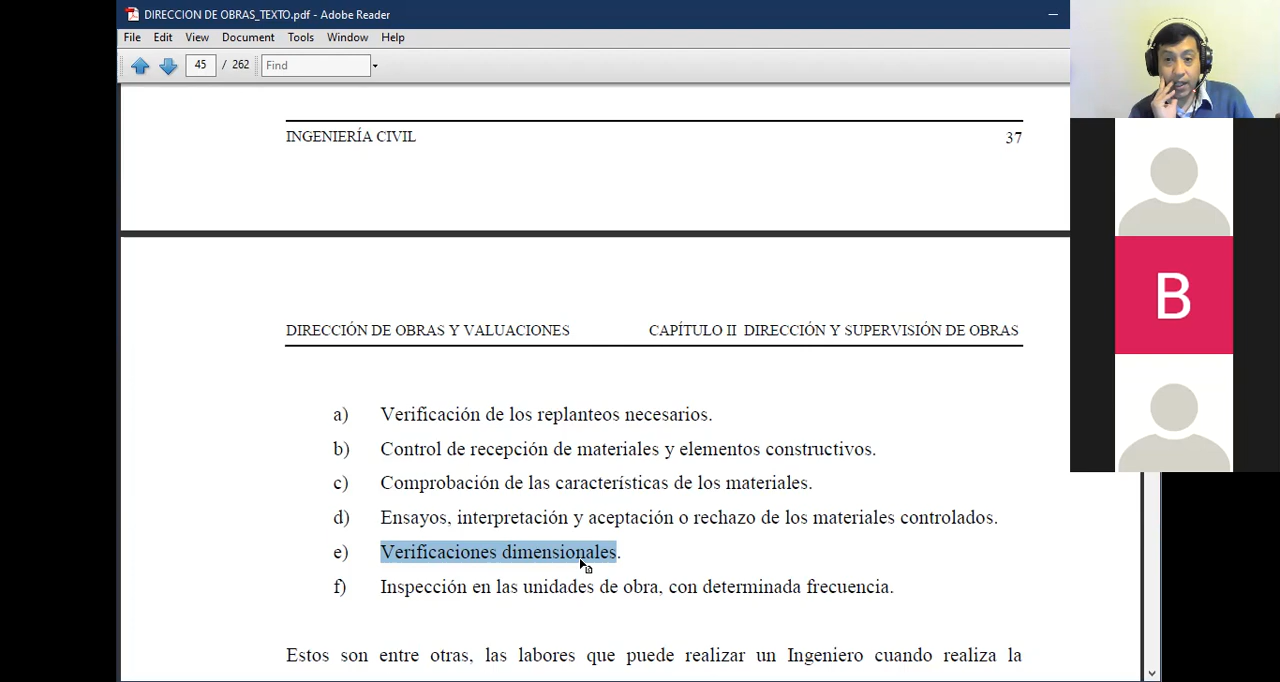 DIRECCION DE OBRAS_TEXTO.pdf - Adobe Reader
File Edit View Document Tools Window Help
45 / 262 Find
INGENIERÍA CIVIL 37
DIRECCIÓN DE OBRAS Y VALUACIONES CAPÍTULO II DIRECCIÓN Y SUPERVISIÓN DE OBRAS
a) Verificación de los replanteos necesarios.
b) Control de recepción de materiales y elementos constructivos.
c) Comprobación de las características de los materiales.
d) Ensayos, interpretación y aceptación o rechazo de los materiales controlados.
e) Verificaciones dimensionales.
f) Inspección en las unidades de obra, con determinada frecuencia.
Estos son entre otras, las labores que puede realizar un Ingeniero cuando realiza la
B